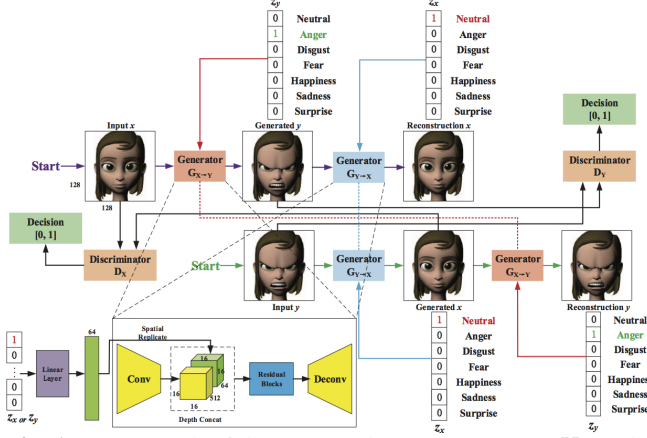 z_y
0 Neutral
1 Anger
0 Disgust
0 Fear
0 Happiness
0 Sadness
0 Surprise
z_x
1 Neutral
0 Anger
0 Disgust
0 Fear
0 Happiness
0 Sadness
0 Surprise
Input x
Generated y
Reconstruction x
Start
128
128
Generator
G_X→Y
Generator
G_Y→X
Decision
[0, 1]
Discriminator
D_Y
Decision
[0, 1]
Discriminator
D_X
Start
Input y
Generator
G_Y→X
Generated x
Generator
G_X→Y
Reconstruction y
1
0
0
0
z_x or z_y
Linear
Layer
64
Spatial
Replicate
Conv
16
16
64
16
16
512
Depth Concat
Residual
Blocks
Deconv
1 Neutral
0 Anger
0 Disgust
0 Fear
0 Happiness
0 Sadness
0 Surprise
z_x
0 Neutral
1 Anger
0 Disgust
0 Fear
0 Happiness
0 Sadness
0 Surprise
z_y